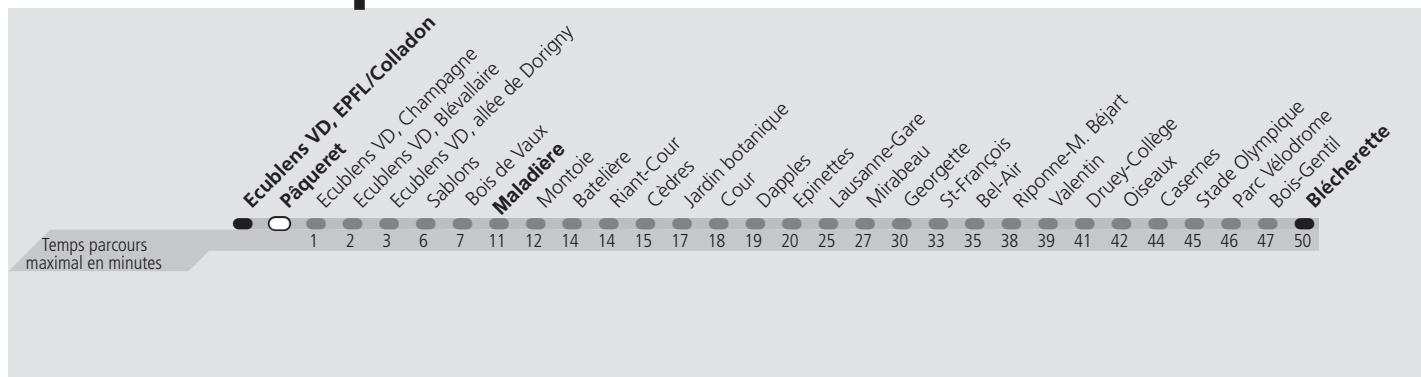 Ecublens VD, EPFL/Colladon
Pâqueret
Ecublens VD, Champagne
Ecublens VD, Blévallaire
Ecublens VD, allée de Dorigny
Sablons
Bois de Vaux
Maladière
Montoie
Batelière
Riant-Cour
Cèdres
Jardin botanique
Cour
Dapples
Epinettes
Lausanne-Gare
Mirabeau
Georgette
St-François
Bel-Air
Riponne-M. Béjart
Valentin
Druey-Collège
Oiseaux
Casernes
Stade Olympique
Parc Vélodrome
Bois-Gentil
Blécherette
Temps parcours
maximal en minutes
1 2 3 6 7 11 12 14 14 15 17 18 19 20 25 27 30 33 35 38 39 41 42 44 45 46 47 50